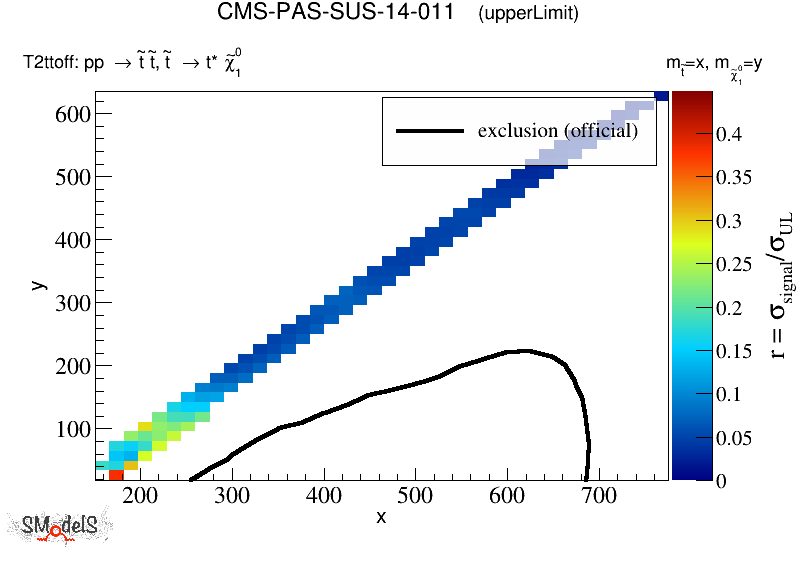 CMS-PAS-SUS-14-011 (upperLimit)
T2ttoff: pp → t̃ t̃, t̃ → t* χ̃₁⁰
m_t̃=x, m_χ̃₁⁰=y
exclusion (official)
600
500
400
300
200
100
y
200 300 400 500 600 700
x
0.4
0.35
0.3
0.25
0.2
0.15
0.1
0.05
0
r = σ_signal/σ_UL
SModelS